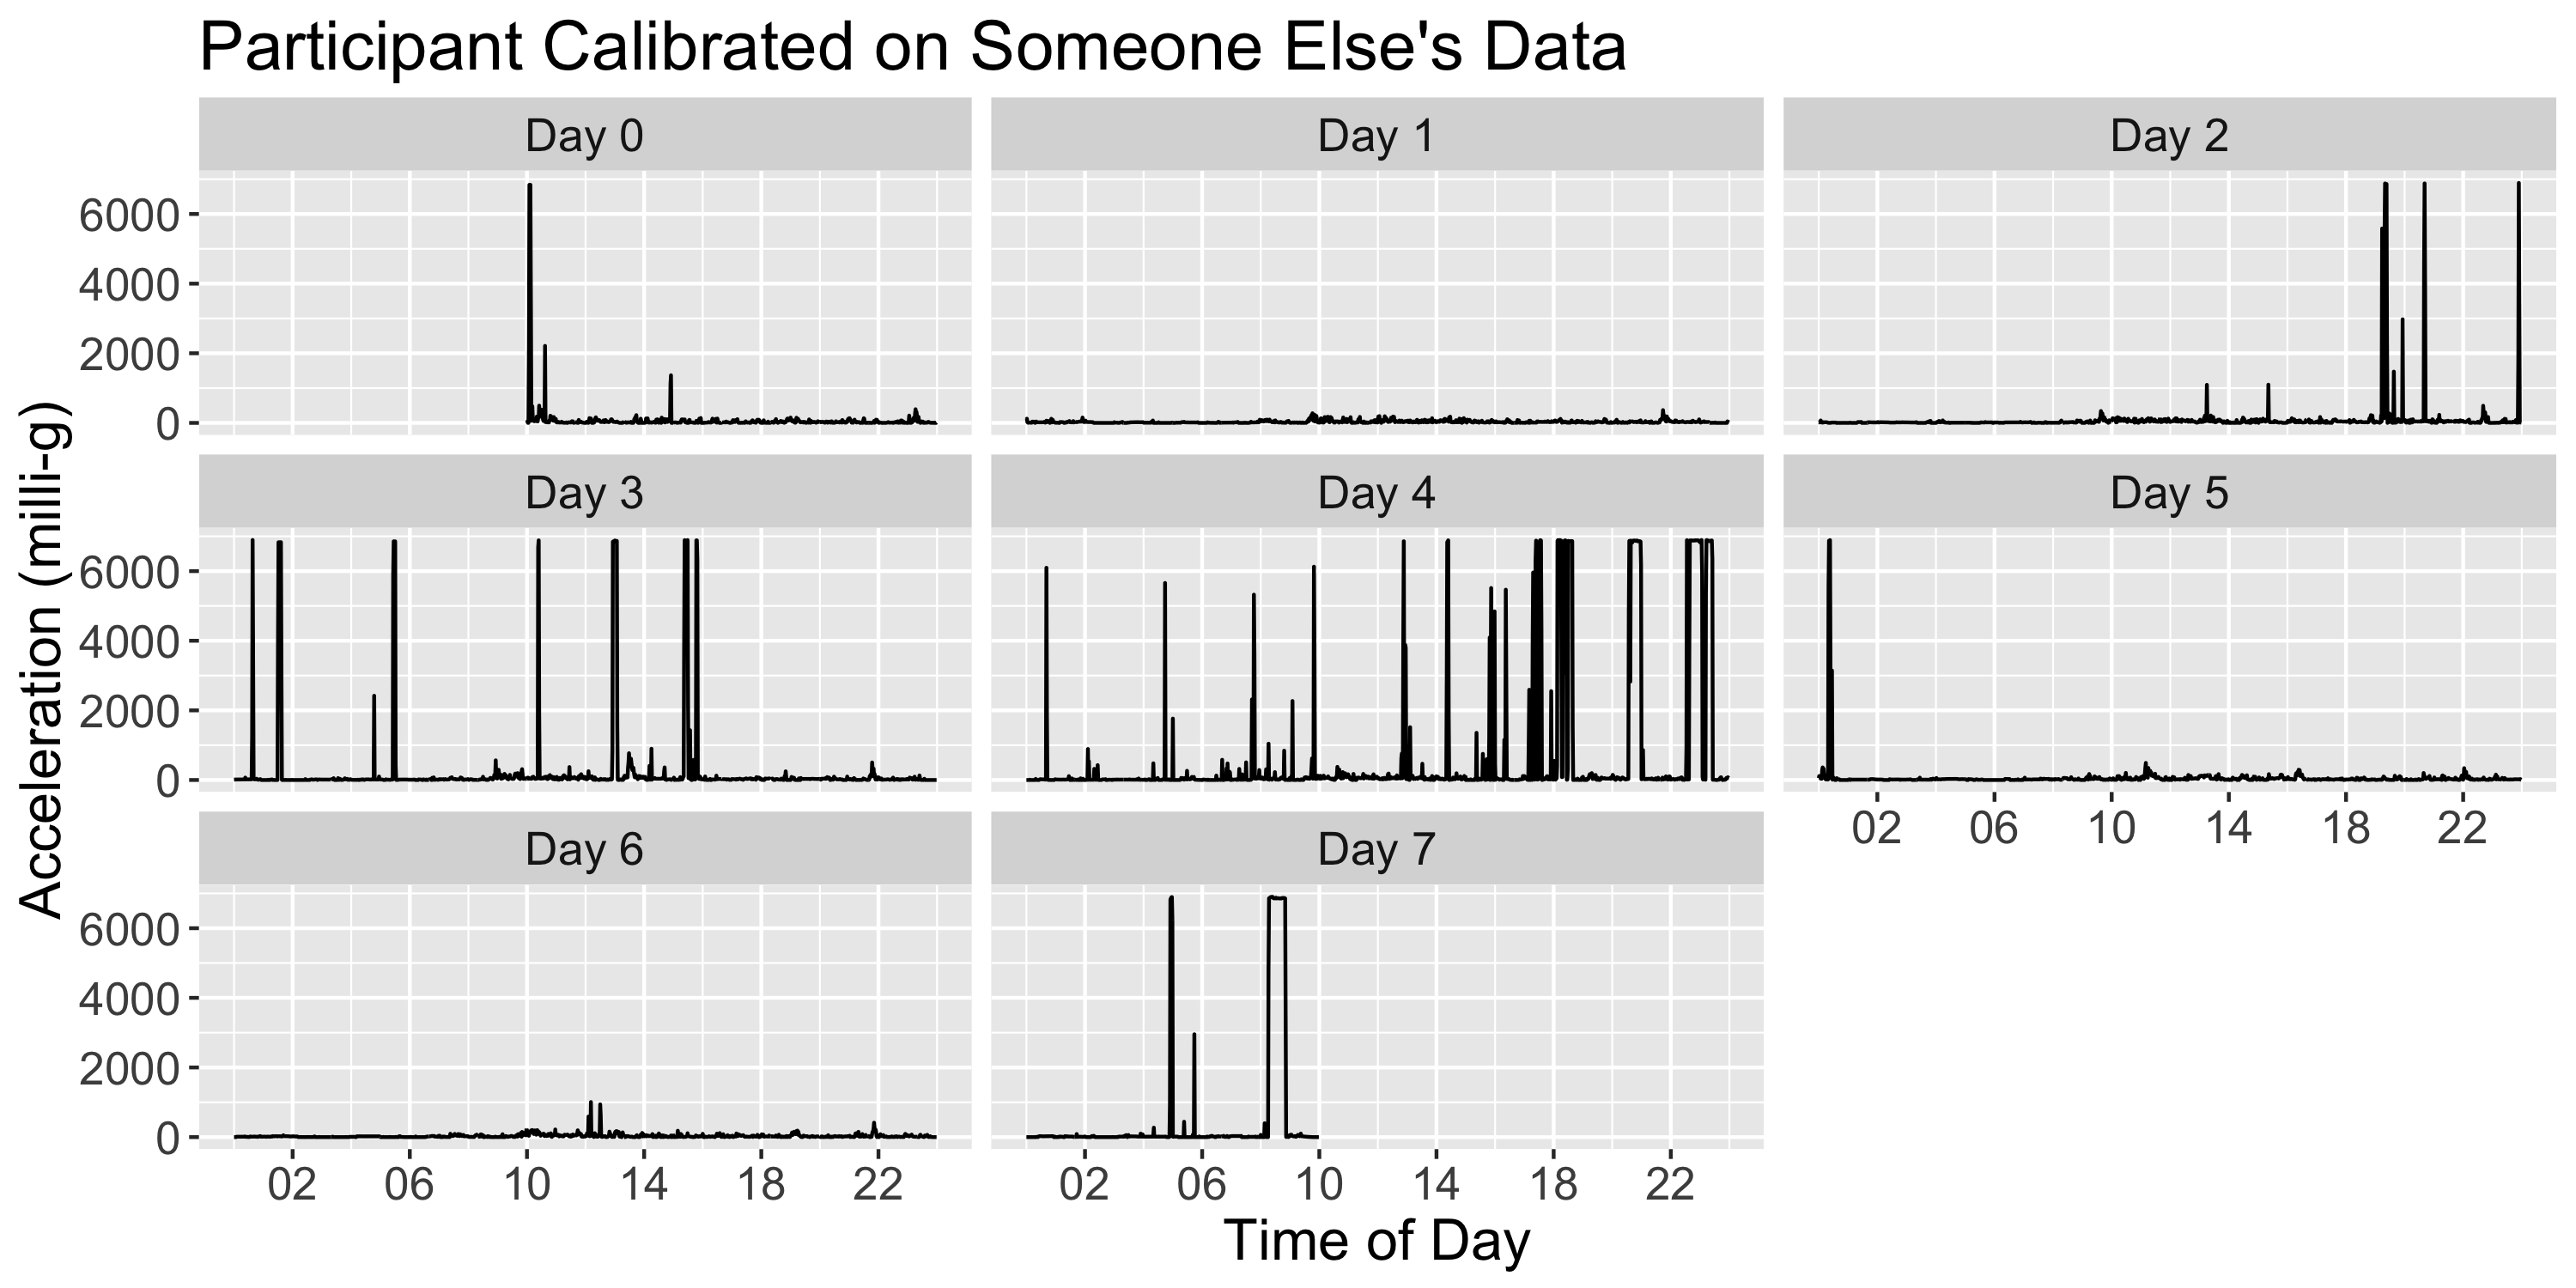 Participant Calibrated on Someone Else's Data
Day 0 Day 1 Day 2
6000
4000
2000
0
Day 3 Day 4 Day 5
6000
4000
2000
0
02 06 10 14 18 22
Day 6 Day 7
6000
4000
2000
0
02 06 10 14 18 22 02 06 10 14 18 22
Time of Day
Acceleration (milli-g)